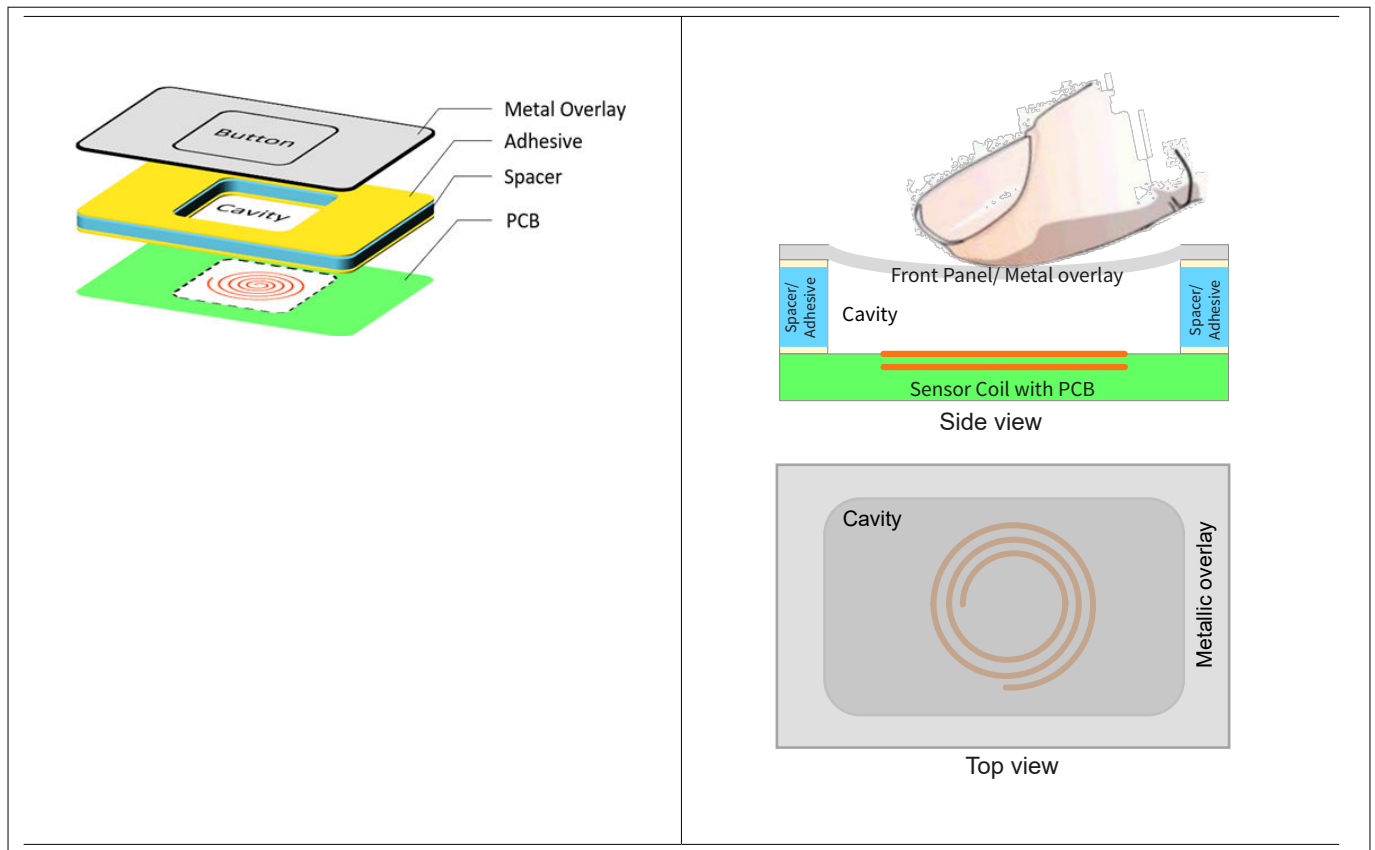 Metal Overlay
Button
Adhesive
Spacer
Cavity
PCB
Front Panel/ Metal overlay
Spacer/
Adhesive
Cavity
Spacer/
Adhesive
Sensor Coil with PCB
Side view
Cavity
Metallic overlay
Top view